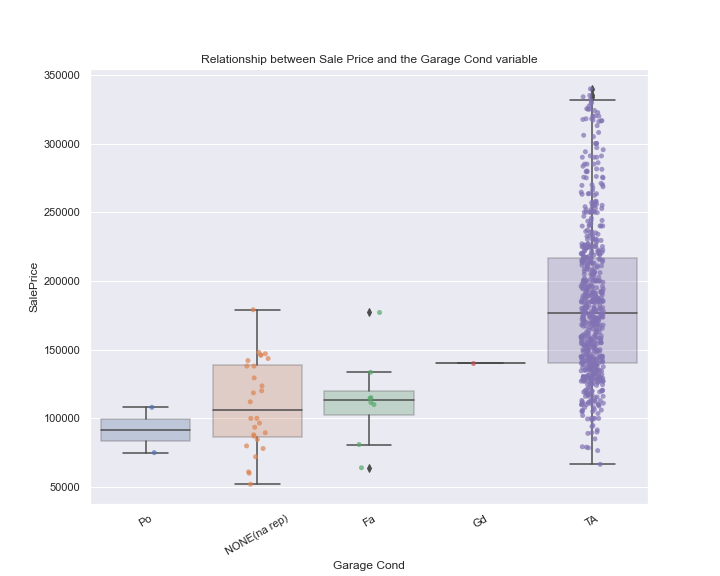 Relationship between Sale Price and the Garage Cond variable
350000
300000
250000
200000
150000
100000
50000
SalePrice
Po
NONE(na rep)
Fa
Gd
TA
Garage Cond